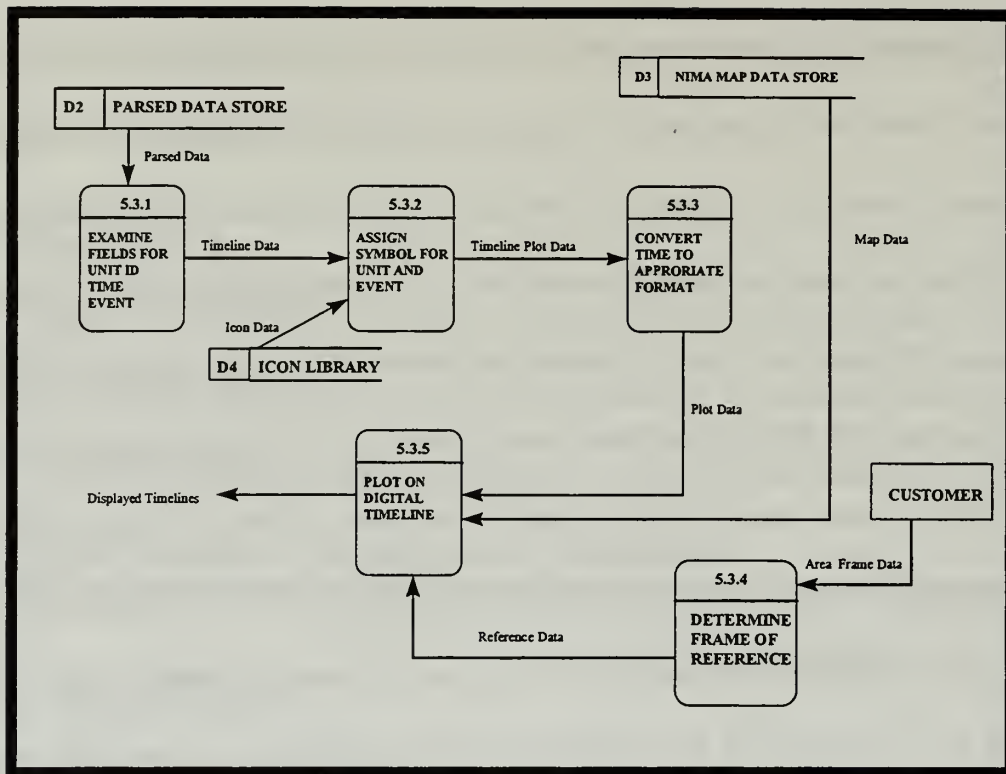 D3 NIMA MAP DATA STORE
D2 PARSED DATA STORE
Parsed Data
5.3.1
EXAMINE
FIELDS FOR
UNIT ID
TIME
EVENT
Timeline Data
5.3.2
ASSIGN
SYMBOL FOR
UNIT AND
EVENT
Timeline Plot Data
5.3.3
CONVERT
TIME TO
APPRORIATE
FORMAT
Map Data
Icon Data
D4 ICON LIBRARY
Plot Data
5.3.5
PLOT ON
DIGITAL
TIMELINE
Displayed Timelines
CUSTOMER
Area Frame Data
5.3.4
DETERMINE
FRAME OF
REFERENCE
Reference Data